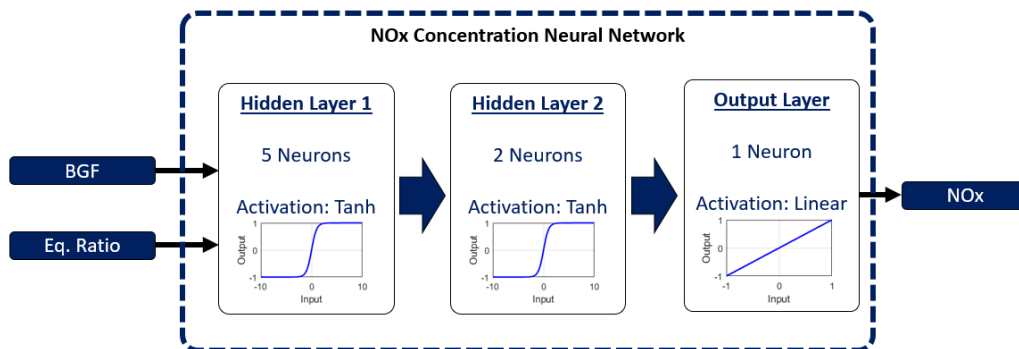 NOx Concentration Neural Network
BGF
Eq. Ratio
Hidden Layer 1
5 Neurons
Activation: Tanh
Output
1
0
-1
-10
0
10
Input
Hidden Layer 2
2 Neurons
Activation: Tanh
Output
1
0
-1
-10
0
10
Input
Output Layer
1 Neuron
Activation: Linear
Output
1
0
-1
-1
0
1
Input
NOx